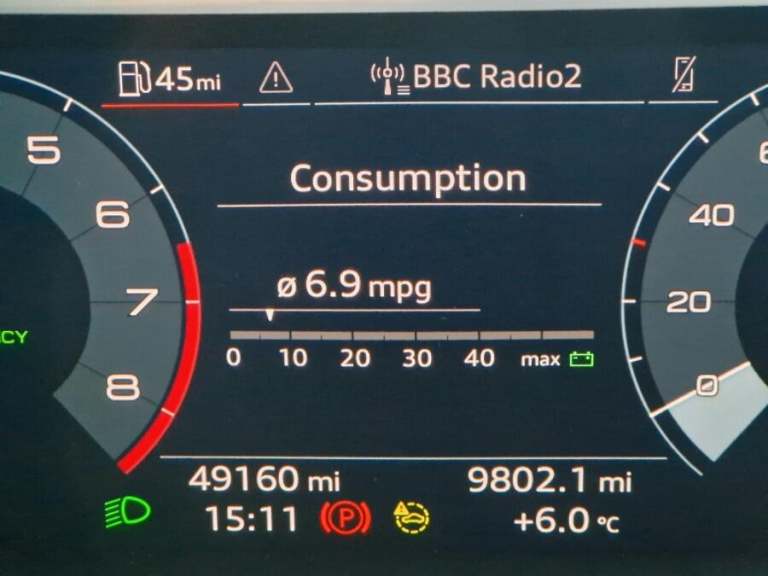 45mi
BBC Radio2
Consumption
5
6
7
8
CY
40
20
0
ø 6.9 mpg
0 10 20 30 40 max
49160 mi
9802.1 mi
15:11
P
+6.0 °C